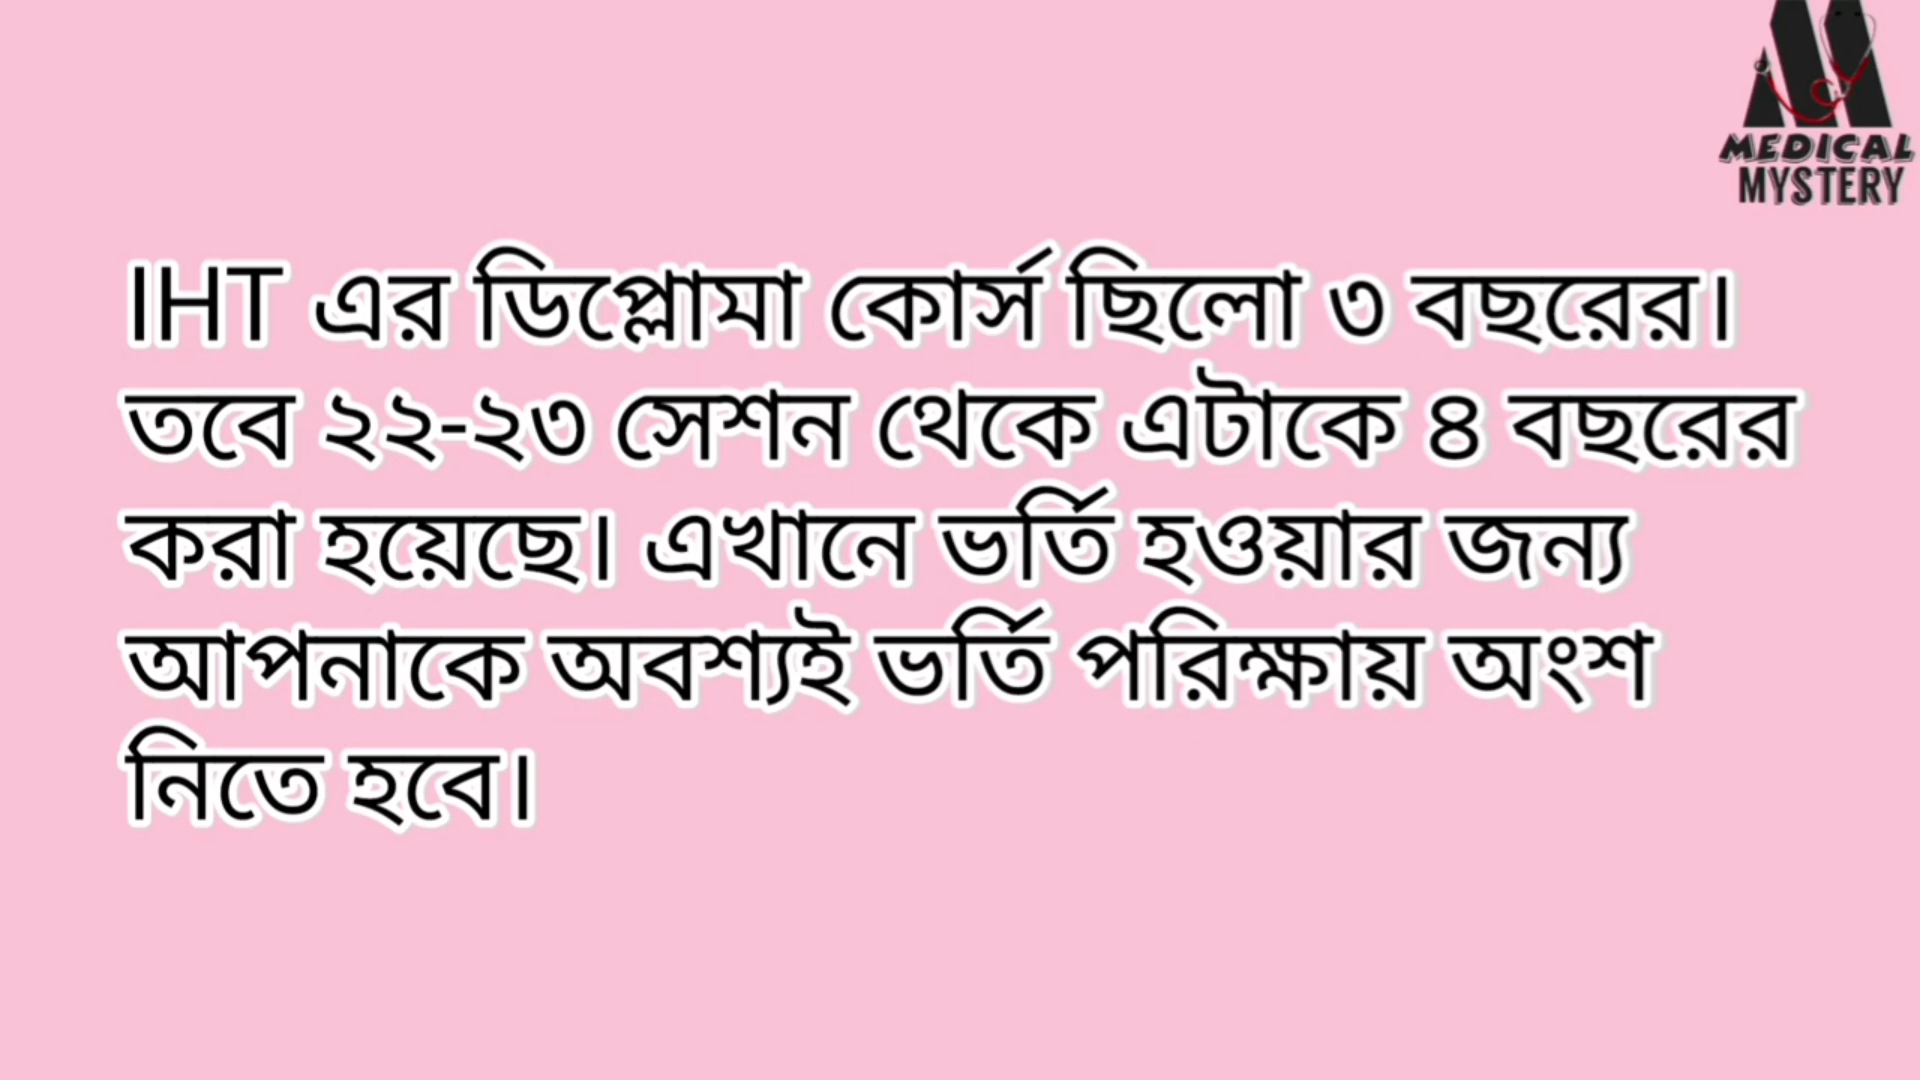 MEDICAL
MYSTERY
IHT এর ডিপ্লোমা কোর্স ছিলো ৩ বছরের।
তবে ২২-২৩ সেশন থেকে এটাকে ৪ বছরের
করা হয়েছে। এখানে ভর্তি হওয়ার জন্য
আপনাকে অবশ্যই ভর্তি পরিক্ষায় অংশ
নিতে হবে।